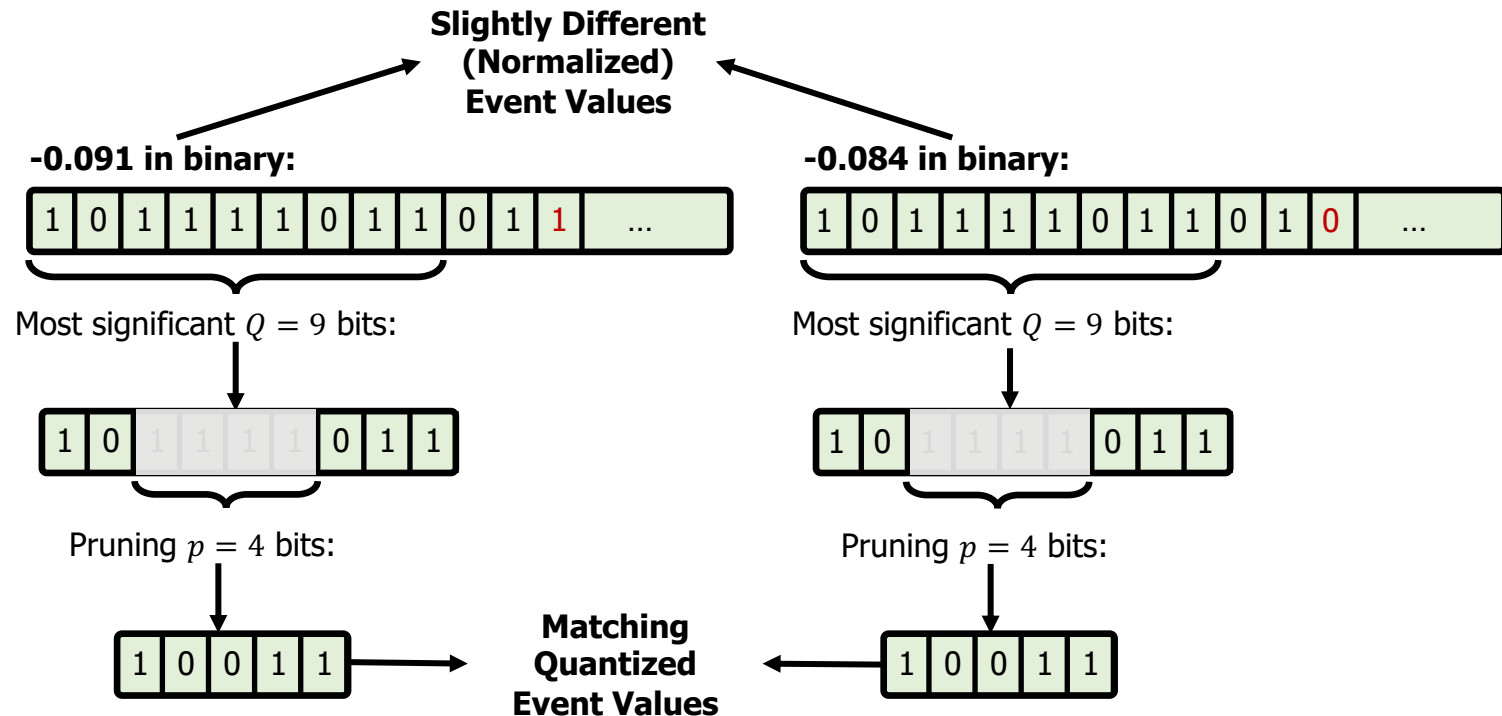 Slightly Different
(Normalized)
Event Values
-0.091 in binary:
1 0 1 1 1 1 0 1 1 0 1 1 ...
Most significant Q = 9 bits:
1 0 1 1 1 1 0 1 1
Pruning p = 4 bits:
1 0 0 1 1
-0.084 in binary:
1 0 1 1 1 1 0 1 1 0 1 0 ...
Most significant Q = 9 bits:
1 0 1 1 1 1 0 1 1
Pruning p = 4 bits:
1 0 0 1 1
Matching
Quantized
Event Values